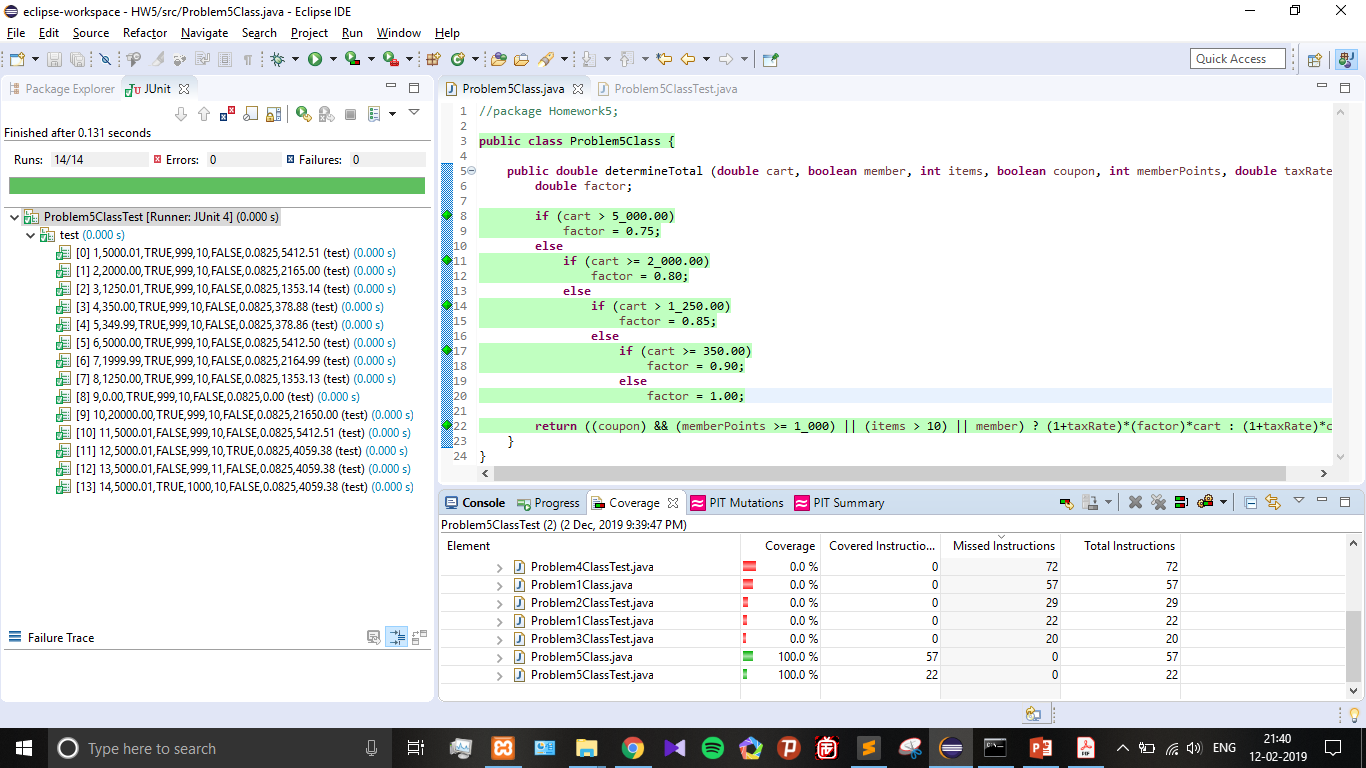 eclipse-workspace - HW5/src/Problem5Class.java - Eclipse IDE
File Edit Source Refactor Navigate Search Project Run Window Help
Quick Access
Package Explorer JUnit
Finished after 0.131 seconds
Runs: 14/14 Errors: 0 Failures: 0
Problem5ClassTest [Runner: JUnit 4] (0.000 s)
test (0.000 s)
[0] 1,5000.01,TRUE,999,10,FALSE,0.0825,5412.51 (test) (0.000 s)
[1] 2,2000.00,TRUE,999,10,FALSE,0.0825,2165.00 (test) (0.000 s)
[2] 3,1250.01,TRUE,999,10,FALSE,0.0825,1353.14 (test) (0.000 s)
[3] 4,350.00,TRUE,999,10,FALSE,0.0825,378.88 (test) (0.000 s)
[4] 5,349.99,TRUE,999,10,FALSE,0.0825,378.86 (test) (0.000 s)
[5] 6,5000.00,TRUE,999,10,FALSE,0.0825,5412.50 (test) (0.000 s)
[6] 7,1999.99,TRUE,999,10,FALSE,0.0825,2164.99 (test) (0.000 s)
[7] 8,1250.00,TRUE,999,10,FALSE,0.0825,1353.13 (test) (0.000 s)
[8] 9,0.00,TRUE,999,10,FALSE,0.0825,0.00 (test) (0.000 s)
[9] 10,20000.00,TRUE,999,10,FALSE,0.0825,21650.00 (test) (0.000 s)
[10] 11,5000.01,FALSE,999,10,FALSE,0.0825,5412.51 (test) (0.000 s)
[11] 12,5000.01,FALSE,999,10,TRUE,0.0825,4059.38 (test) (0.000 s)
[12] 13,5000.01,FALSE,999,11,FALSE,0.0825,4059.38 (test) (0.000 s)
[13] 14,5000.01,TRUE,1000,10,FALSE,0.0825,4059.38 (test) (0.000 s)
Failure Trace
Problem5Class.java Problem5ClassTest.java
1 //package Homework5;
2
3 public class Problem5Class {
4
5 public double determineTotal (double cart, boolean member, int items, boolean coupon, int memberPoints, double taxRate
6 double factor;
7
8 if (cart > 5_000.00)
9 factor = 0.75;
10 else
11 if (cart >= 2_000.00)
12 factor = 0.80;
13 else
14 if (cart > 1_250.00)
15 factor = 0.85;
16 else
17 if (cart >= 350.00)
18 factor = 0.90;
19 else
20 factor = 1.00;
21
22 return ((coupon) && (memberPoints >= 1_000) || (items > 10) || member) ? (1+taxRate)*(factor)*cart : (1+taxRate)*c
23 }
24 }
Console Progress Coverage PIT Mutations PIT Summary
Problem5ClassTest (2) (2 Dec, 2019 9:39:47 PM)
Element Coverage Covered Instructio... Missed Instructions Total Instructions
Problem4ClassTest.java 0.0 % 0 72 72
Problem1Class.java 0.0 % 0 57 57
Problem2ClassTest.java 0.0 % 0 29 29
Problem1ClassTest.java 0.0 % 0 22 22
Problem3ClassTest.java 0.0 % 0 20 20
Problem5Class.java 100.0 % 57 0 57
Problem5ClassTest.java 100.0 % 22 0 22
Type here to search
ENG
21:40
12-02-2019